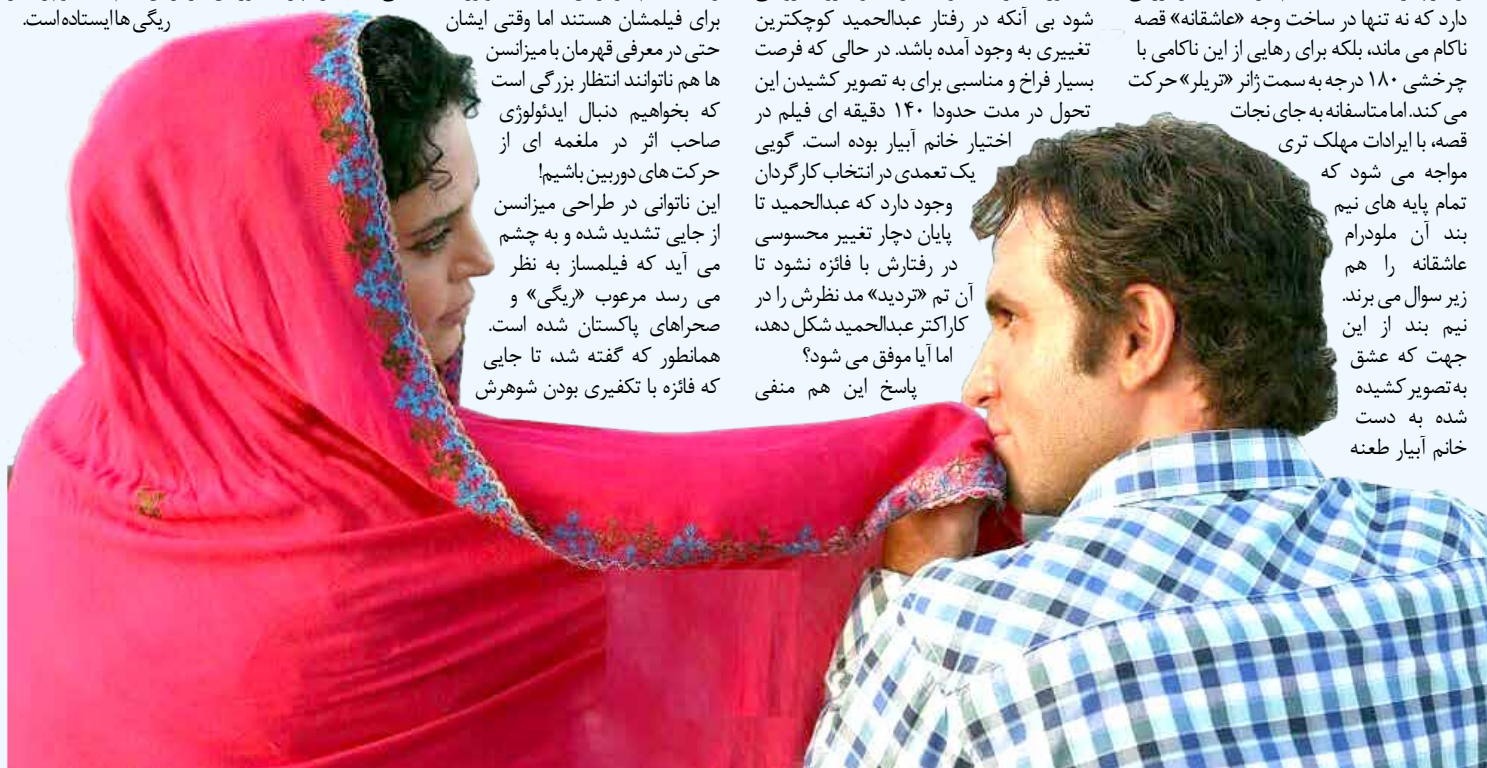 دارد که نه تنها در ساخت وجه «عاشقانه» قصه
ناکام می ماند، بلکه برای رهایی از این ناکامی با
چرخشی ۱۸۰ درجه به سمت ژانر «تریلر» حرکت
می کند. اما متاسفانه به جای نجات
قصه، با ایرادات مهلک تری
مواجه می شود که
تمام پایه های نیم
بند آن ملودرام
عاشقانه را هم
زیر سوال می برند.
نیم بند از این
جهت که عشق
به تصویر کشیده
شده به دست
خانم آبیار طعنه
شود بی آنکه در رفتار عبدالحمید کوچکترین
تغییری به وجود آمده باشد. در حالی که فرصت
بسیار فراخ و مناسبی برای به تصویر کشیدن این
تحول در مدت حدودا ۱۴۰ دقیقه ای فیلم در
اختیار خانم آبیار بوده است. گویی
یک تعمدی در انتخاب کارگردان
وجود دارد که عبدالحمید تا
پایان دچار تغییر محسوسی
در رفتارش با فائزه نشود تا
آن تم «تردید» مد نظرش را در
کاراکتر عبدالحمید شکل دهد،
اما آیا موفق می شود؟
پاسخ این هم منفی
برای فیلمشان هستند اما وقتی ایشان
حتی در معرفی قهرمان با میزانسن
ها هم ناتوانند انتظار بزرگی است
که بخواهیم دنبال ایدئولوژی
صاحب اثر در ملغمه ای از
حرکت های دوربین باشیم!
این ناتوانی در طراحی میزانسن
از جایی تشدید شده و به چشم
می آید که فیلمساز به نظر
می رسد مرعوب «ریگی» و
صحراهای پاکستان شده است.
همانطور که گفته شد، تا جایی
که فائزه با تکفیری بودن شوهرش
ریگی ها ایستاده است.